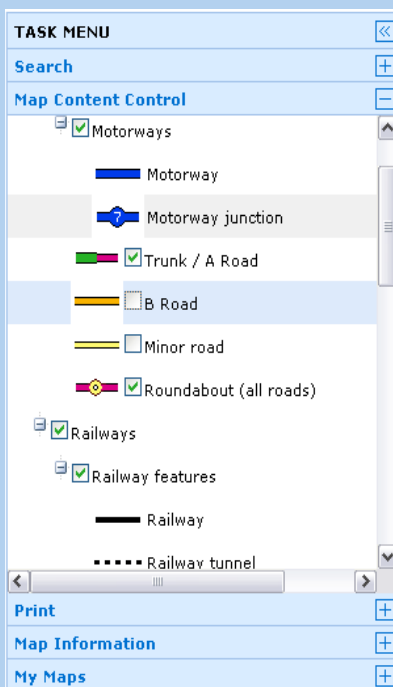 TASK MENU
Search
Map Content Control
Motorways
Motorway
7 Motorway junction
Trunk / A Road
B Road
Minor road
Roundabout (all roads)
Railways
Railway features
Railway
Railway tunnel
Print
Map Information
My Maps